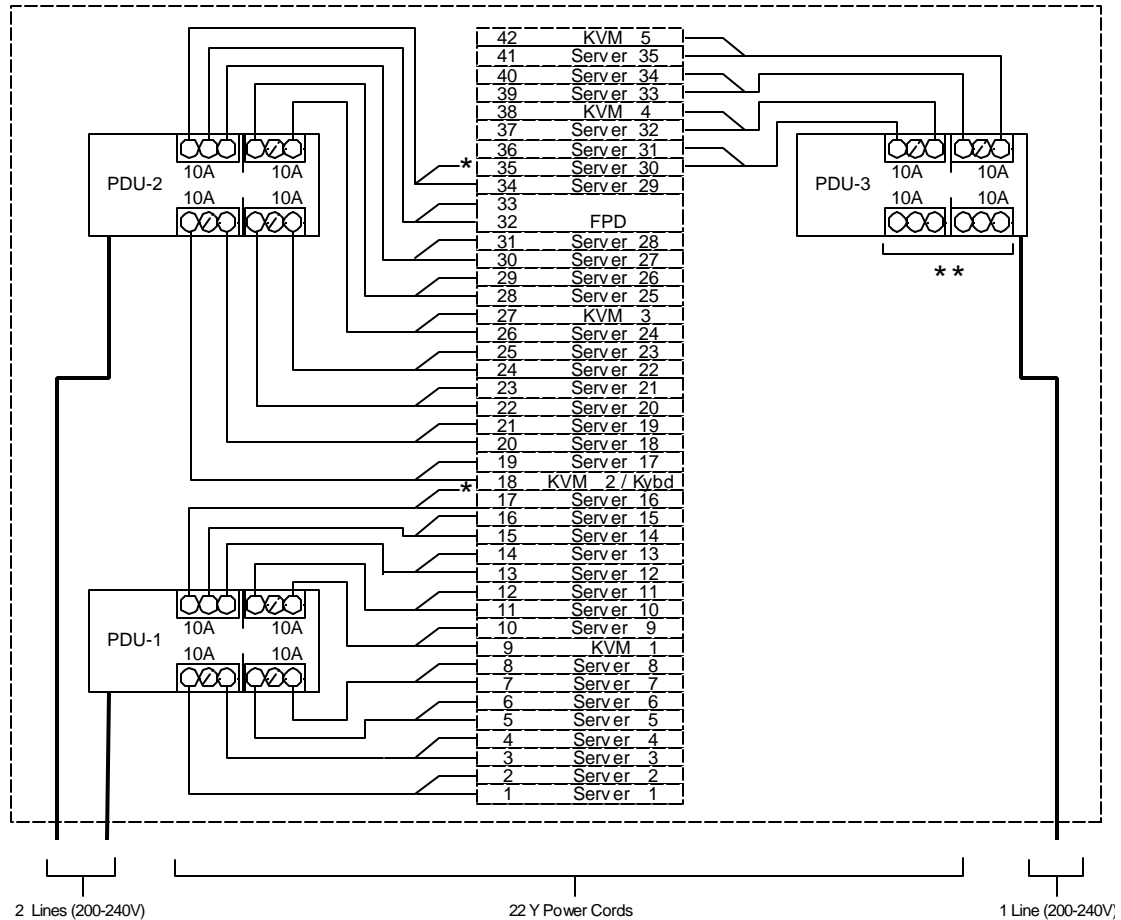 42 KVM 5
41 Server 35
40 Server 34
39 Server 33
38 KVM 4
37 Server 32
36 Server 31
35 Server 30
34 Server 29
33
32 FPD
31 Server 28
30 Server 27
29 Server 26
28 Server 25
27 KVM 3
26 Server 24
25 Server 23
24 Server 22
23 Server 21
22 Server 20
21 Server 19
20 Server 18
19 Server 17
18 KVM 2 / Kybd
17 Server 16
16 Server 15
15 Server 14
14 Server 13
13 Server 12
12 Server 11
11 Server 10
10 Server 9
9 KVM 1
8 Server 8
7 Server 7
6 Server 6
5 Server 5
4 Server 4
3 Server 3
2 Server 2
1 Server 1
PDU-2
10A 10A
10A 10A
*
PDU-1
10A 10A
10A 10A
*
PDU-3
10A 10A
10A 10A
**
2 Lines (200-240V)
22 Y Power Cords
1 Line (200-240V)